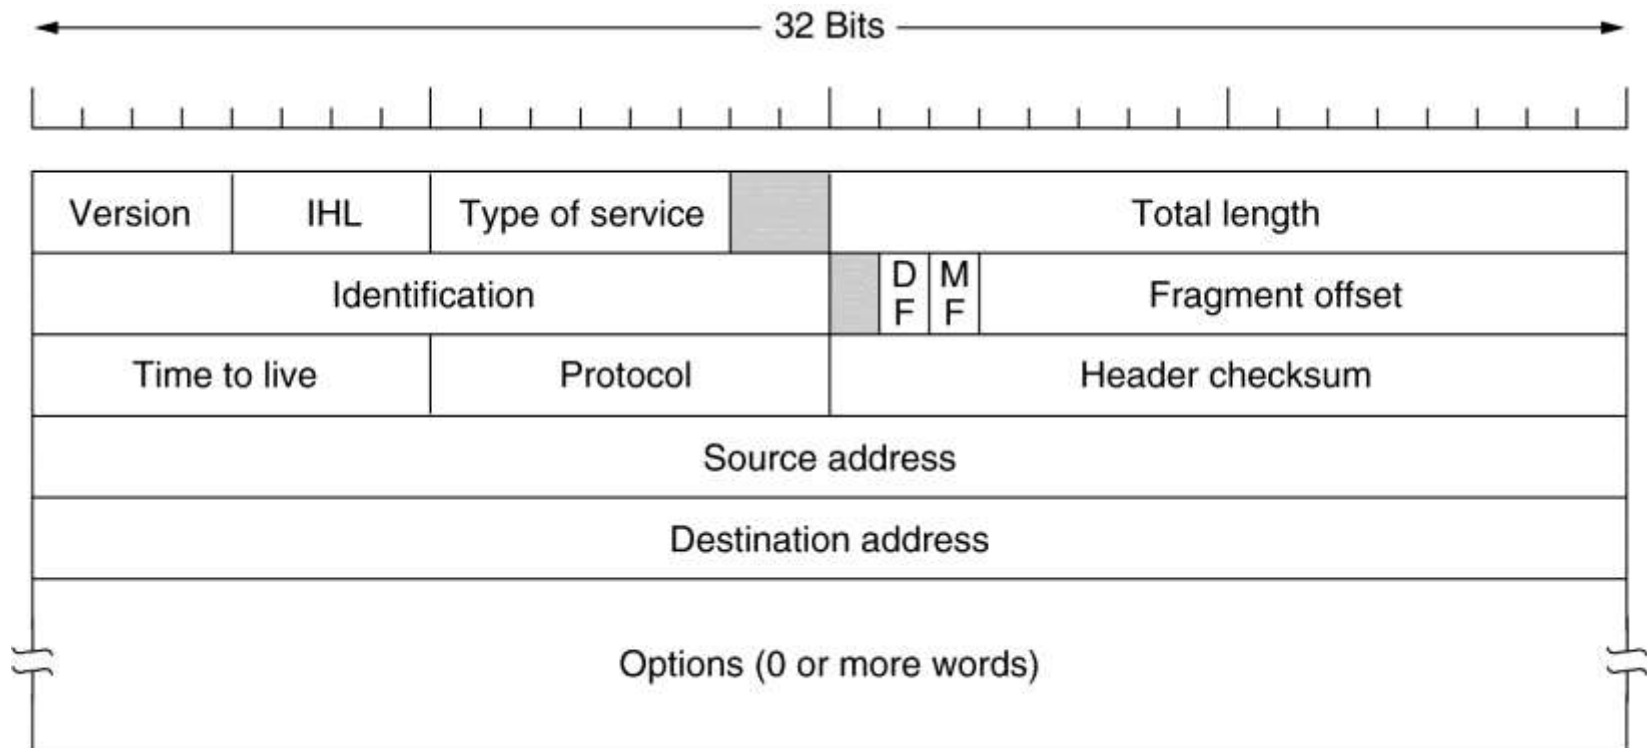 32 Bits
Version IHL Type of service Total length
Identification D F M F Fragment offset
Time to live Protocol Header checksum
Source address
Destination address
Options (0 or more words)